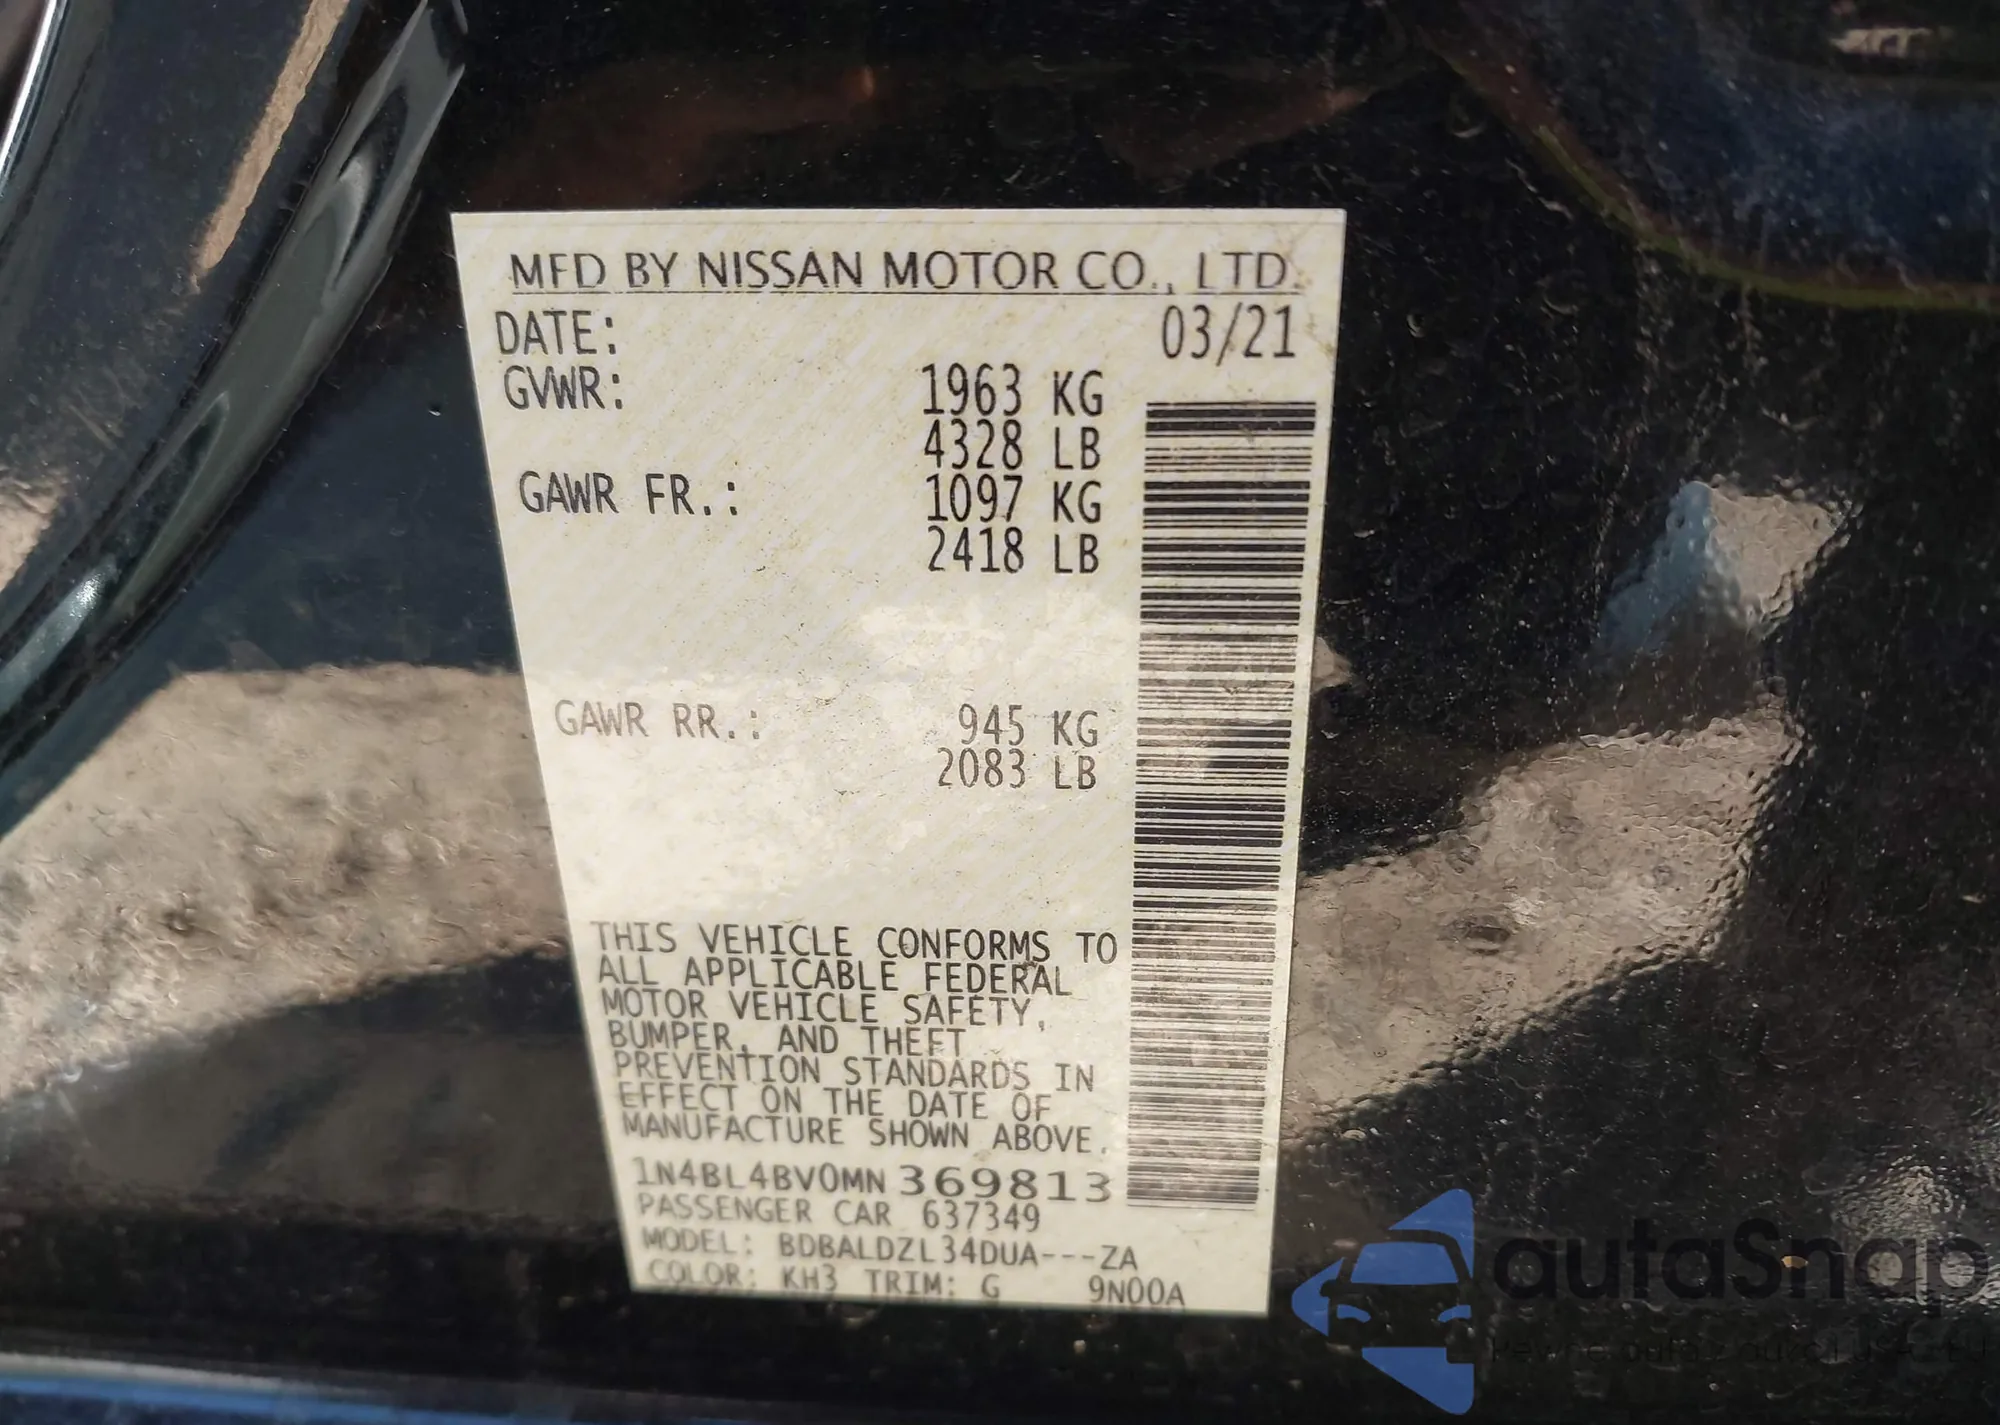 MFD BY NISSAN MOTOR CO., LTD.
DATE: 03/21
GVWR: 1963 KG
4328 LB
GAWR FR.: 1097 KG
2418 LB
GAWR RR.: 945 KG
2083 LB
THIS VEHICLE CONFORMS TO
ALL APPLICABLE FEDERAL
MOTOR VEHICLE SAFETY,
BUMPER, AND THEFT
PREVENTION STANDARDS IN
EFFECT ON THE DATE OF
MANUFACTURE SHOWN ABOVE.
1N4BL4BV0MN369813
PASSENGER CAR 637349
MODEL: BDBALDZL34DUA---ZA
COLOR: KH3 TRIM: G 9N00A
autaSnap